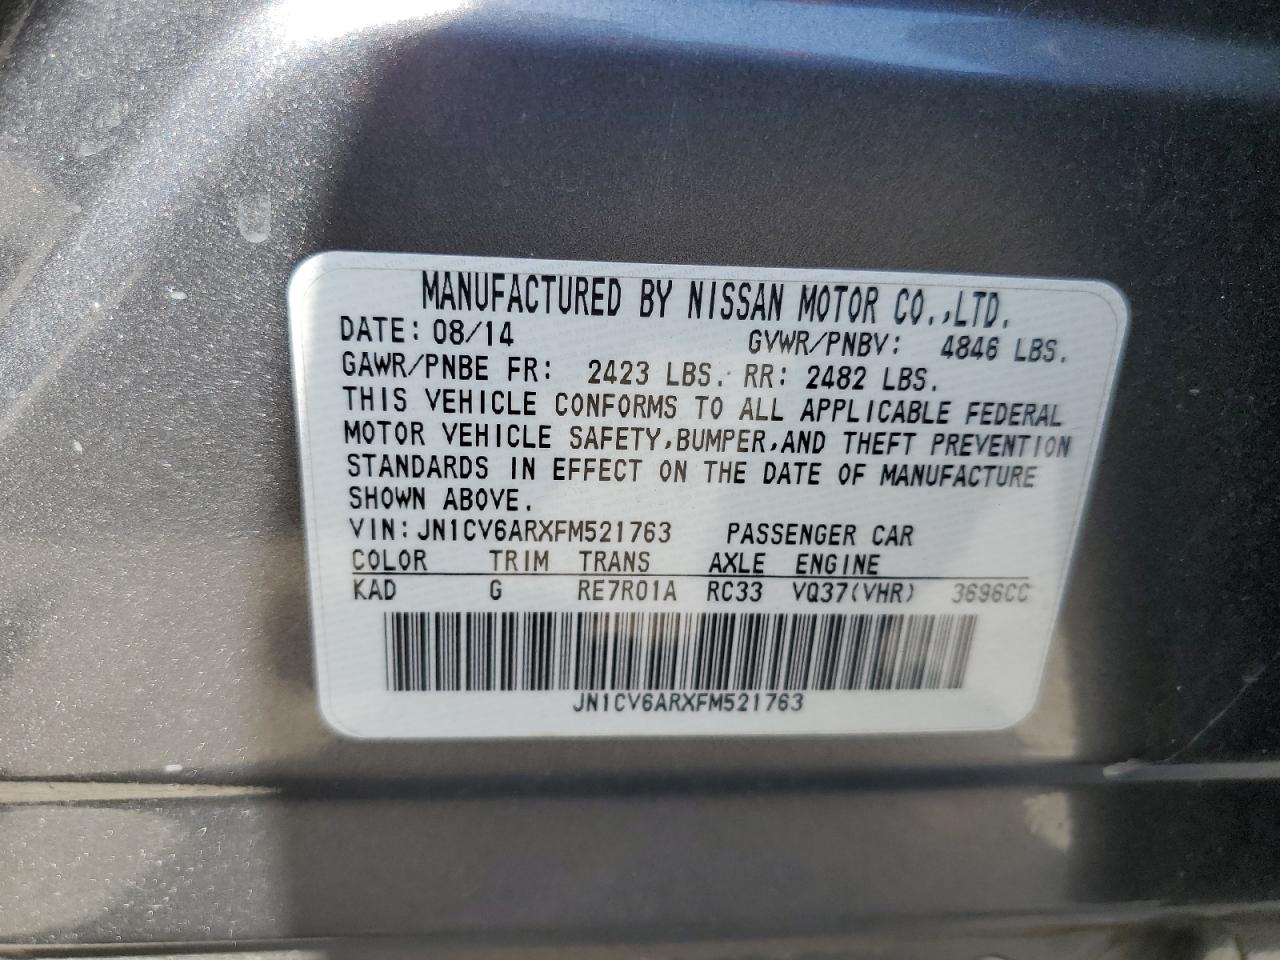 MANUFACTURED BY NISSAN MOTOR CO.,LTD.
DATE: 08/14 GVWR/PNBV: 4846 LBS.
GAWR/PNBE FR: 2423 LBS. RR: 2482 LBS.
THIS VEHICLE CONFORMS TO ALL APPLICABLE FEDERAL
MOTOR VEHICLE SAFETY,BUMPER,AND THEFT PREVENTION
STANDARDS IN EFFECT ON THE DATE OF MANUFACTURE
SHOWN ABOVE.
VIN: JN1CV6ARXFM521763 PASSENGER CAR
COLOR TRIM TRANS AXLE ENGINE
KAD G RE7R01A RC33 VQ37(VHR) 3696CC
JN1CV6ARXFM521763